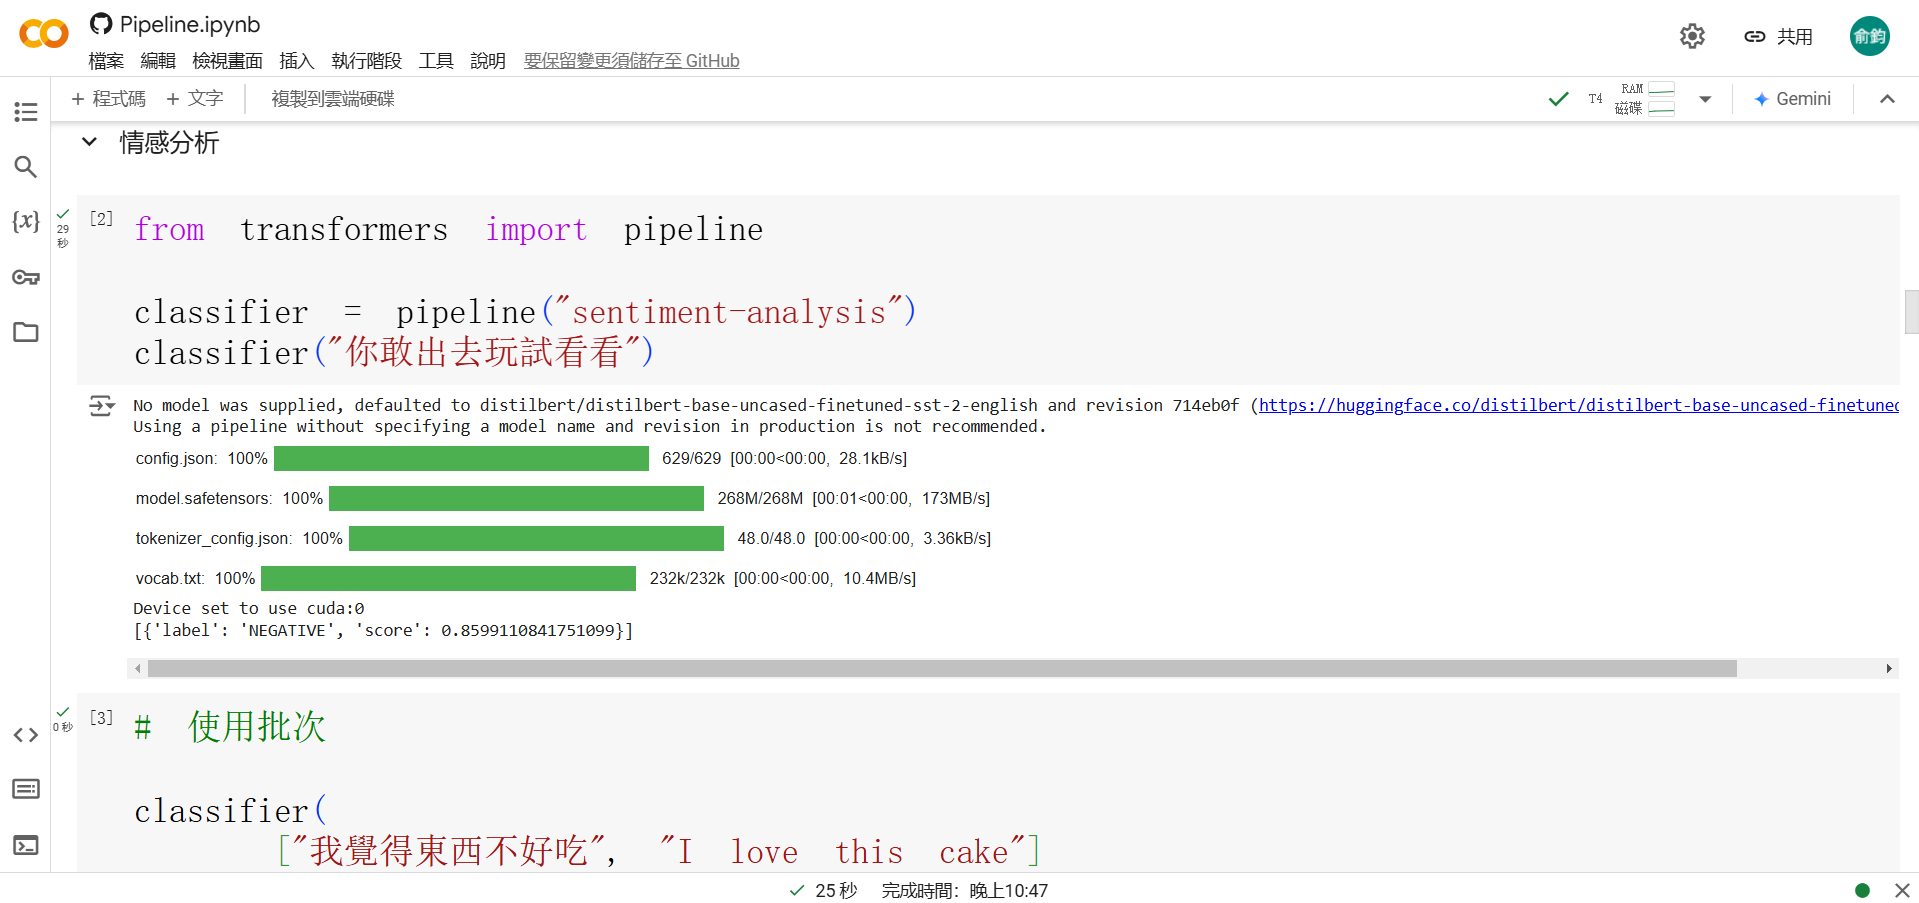 Pipeline.ipynb
檔案 編輯 檢視畫面 插入 執行階段 工具 說明 要保留變更須儲存至 GitHub
共用
俞鈞
+ 程式碼 + 文字 複製到雲端硬碟
T4 RAM 磁碟
Gemini
情感分析
29 秒
[2]
from transformers import pipeline
classifier = pipeline("sentiment-analysis")
classifier("你敢出去玩試看看")
No model was supplied, defaulted to distilbert/distilbert-base-uncased-finetuned-sst-2-english and revision 714eb0f (https://huggingface.co/distilbert/distilbert-base-uncased-finetuned
Using a pipeline without specifying a model name and revision in production is not recommended.
config.json: 100% 629/629 [00:00<00:00, 28.1kB/s]
model.safetensors: 100% 268M/268M [00:01<00:00, 173MB/s]
tokenizer_config.json: 100% 48.0/48.0 [00:00<00:00, 3.36kB/s]
vocab.txt: 100% 232k/232k [00:00<00:00, 10.4MB/s]
Device set to use cuda:0
[{'label': 'NEGATIVE', 'score': 0.8599110841751099}]
0 秒
[3]
# 使用批次
classifier(
["我覺得東西不好吃", "I love this cake"]
25 秒 完成時間: 晚上10:47